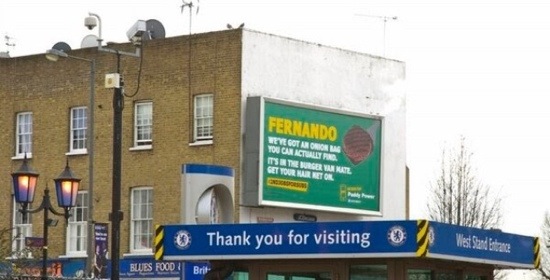 FERNANDO
WE'VE GOT AN ONION BAG
YOU CAN ACTUALLY FIND.
IT'S IN THE BURGER VAN MATE.
GET YOUR HAIR NET ON.
Paddy Power
Thank you for visiting
West Stand Entrance
BLUES FOOD